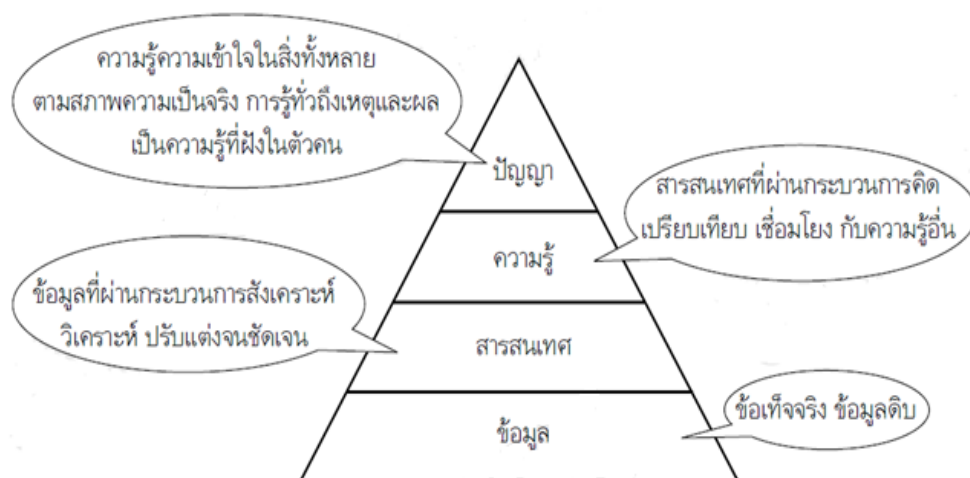 ความรู้ความเข้าใจในสิ่งทั้งหลาย
ตามสภาพความเป็นจริง การรู้ทั่วถึงเหตุและผล
เป็นความรู้ที่ฝังในตัวคน
ปัญญา
สารสนเทศที่ผ่านกระบวนการคิด
เปรียบเทียบ เชื่อมโยง กับความรู้อื่น
ความรู้
ข้อมูลที่ผ่านกระบวนการสังเคราะห์
วิเคราะห์ ปรับแต่งจนชัดเจน
สารสนเทศ
ข้อเท็จจริง ข้อมูลดิบ
ข้อมูล